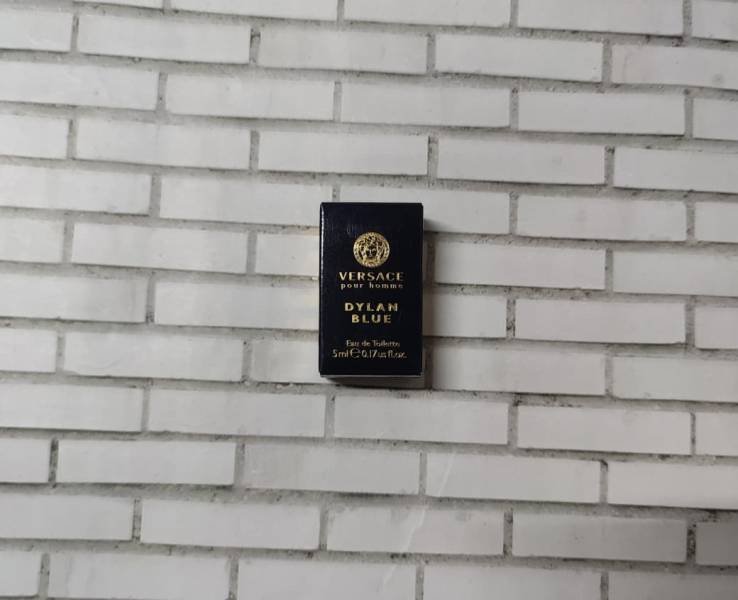 VERSACE
pour homme
DYLAN
BLUE
Eau de Toilette
5 ml ℮ 0.17 us fl.oz.